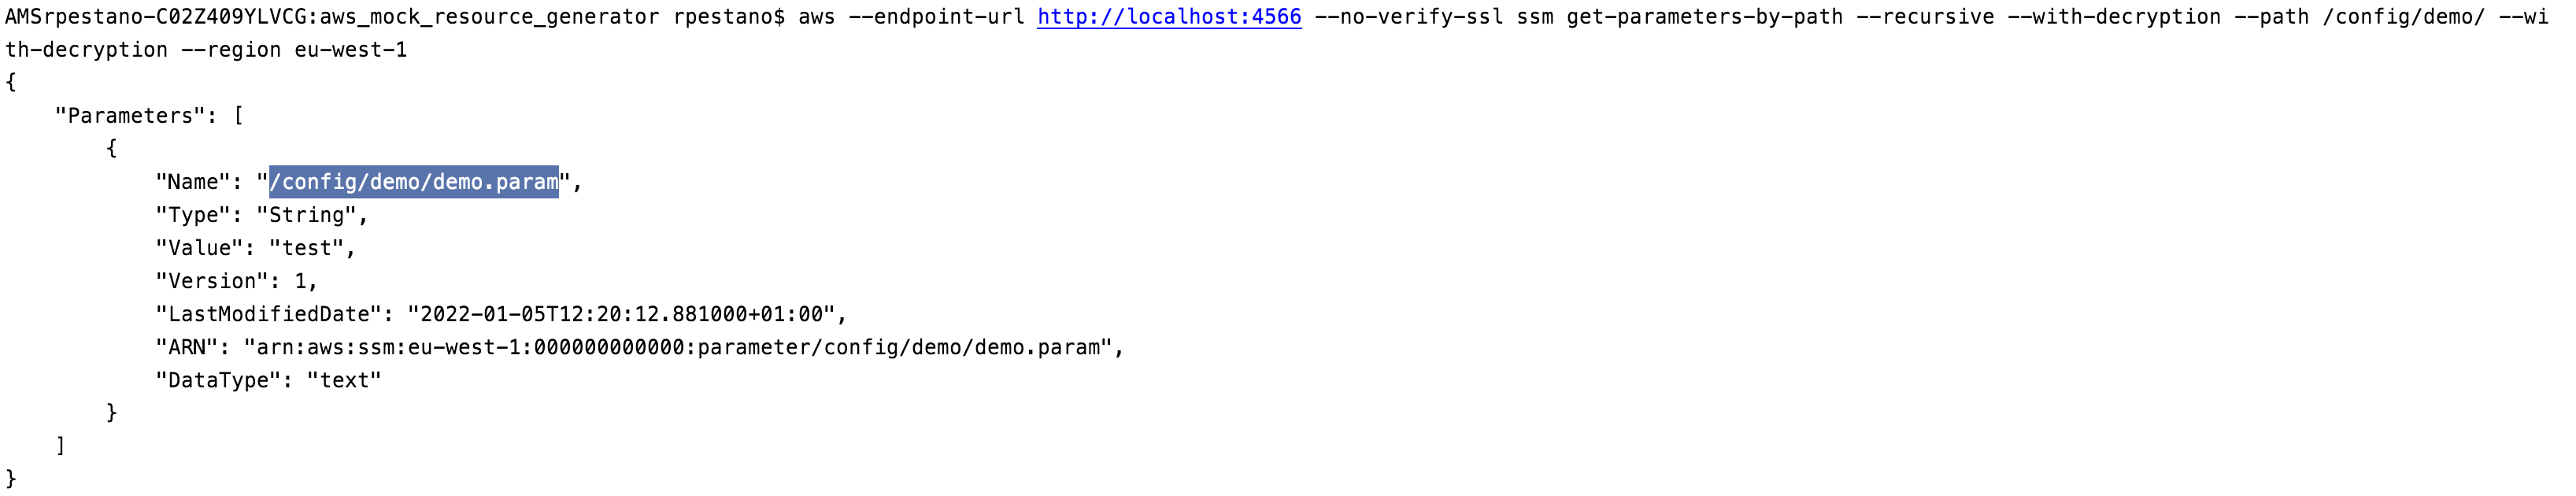 AMSrpestano-C02Z409YLVCG:aws_mock_resource_generator rpestano$ aws --endpoint-url http://localhost:4566 --no-verify-ssl ssm get-parameters-by-path --recursive --with-decryption --path /config/demo/ --wi
th-decryption --region eu-west-1
{
    "Parameters": [
        {
            "Name": "/config/demo/demo.param",
            "Type": "String",
            "Value": "test",
            "Version": 1,
            "LastModifiedDate": "2022-01-05T12:20:12.881000+01:00",
            "ARN": "arn:aws:ssm:eu-west-1:000000000000:parameter/config/demo/demo.param",
            "DataType": "text"
        }
    ]
}